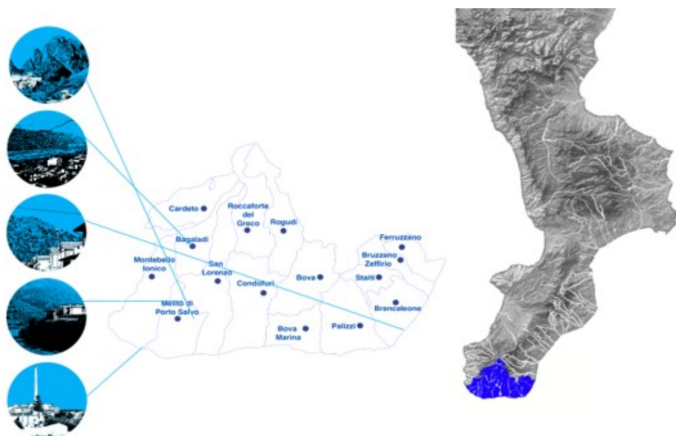 Cardeto
Roccaforte
del
Greco
Rogudi
Bagaladi
Ferruzzano
Bruzzano
Zeffirio
Montebello
Ionico
San
Lorenzo
Condofuri
Bova
Staiti
Melito di
Porto Salvo
Brancaleone
Bova
Marina
Palizzi